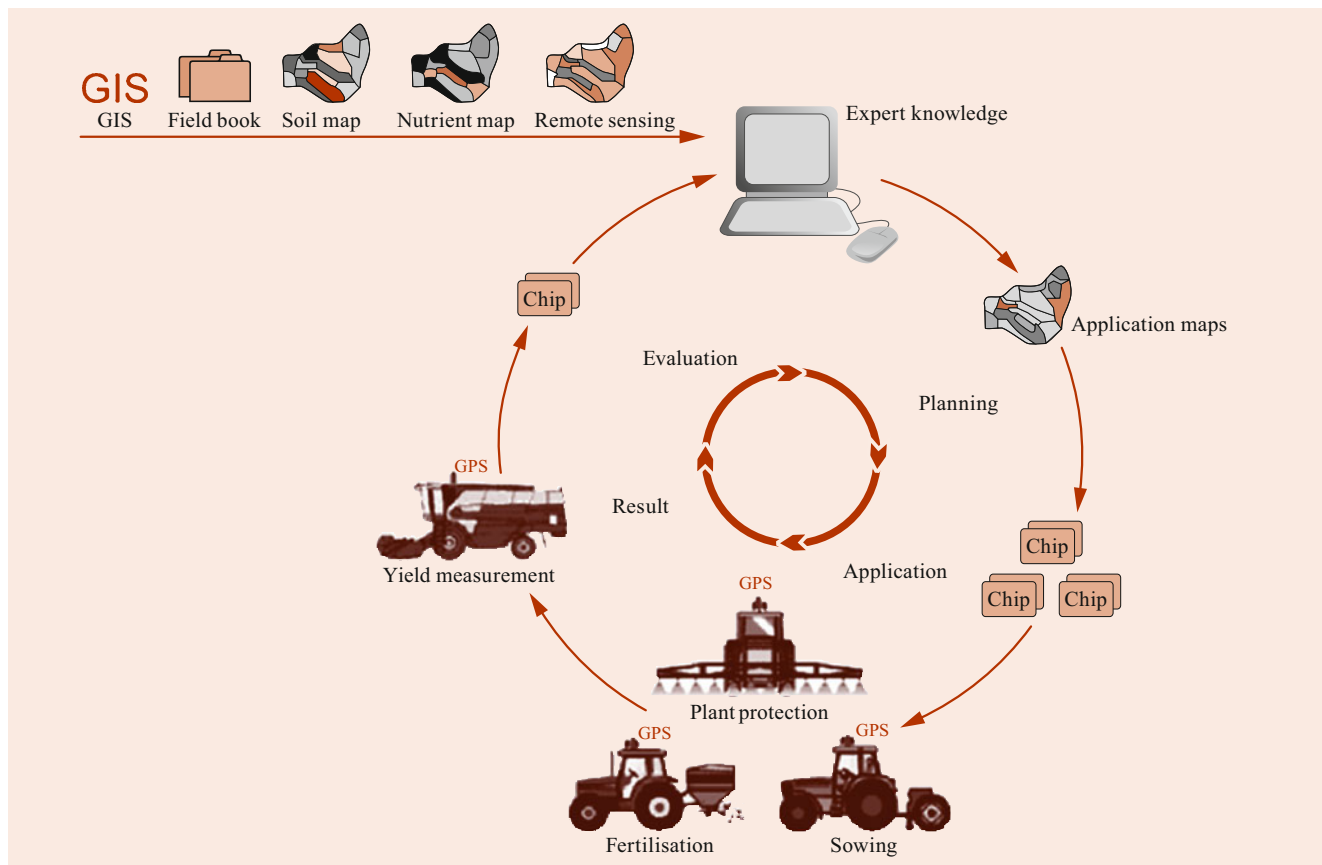 GIS
GIS
Field book
Soil map
Nutrient map
Remote sensing
Expert knowledge
Chip
Application maps
Evaluation
Planning
GPS
Result
Yield measurement
Application
Chip
Chip
Chip
GPS
Plant protection
GPS
GPS
Fertilisation
Sowing